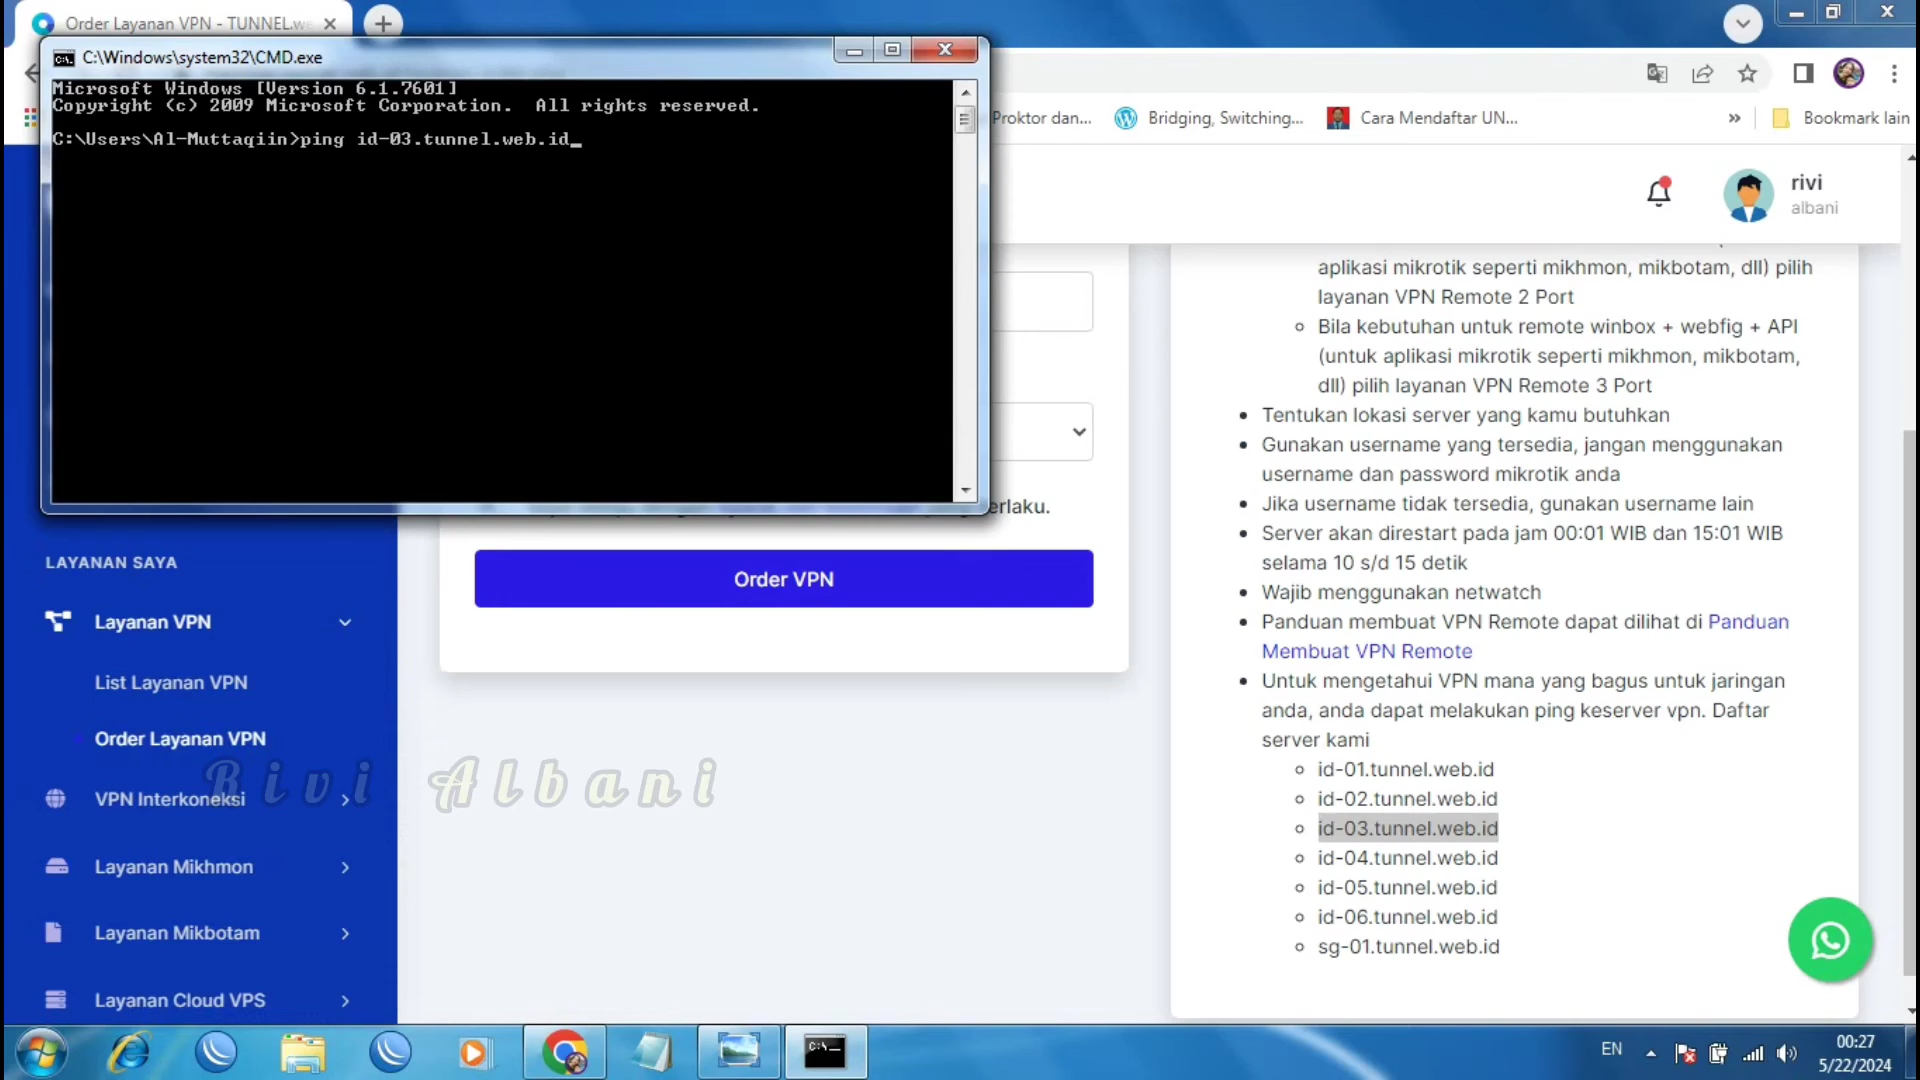 Order Layanan VPN - TUNNEL.we
C:\Windows\system32\CMD.exe
Microsoft Windows [Version 6.1.7601]
Copyright (c) 2009 Microsoft Corporation.  All rights reserved.
C:\Users\Al-Muttaqiin>ping id-03.tunnel.web.id_
Proktor dan...
Bridging, Switching...
Cara Mendaftar UN...
»
Bookmark lain
rivi
albani
aplikasi mikrotik seperti mikhmon, mikbotam, dll) pilih
layanan VPN Remote 2 Port
Bila kebutuhan untuk remote winbox + webfig + API
(untuk aplikasi mikrotik seperti mikhmon, mikbotam,
dll) pilih layanan VPN Remote 3 Port
Tentukan lokasi server yang kamu butuhkan
Gunakan username yang tersedia, jangan menggunakan
username dan password mikrotik anda
Jika username tidak tersedia, gunakan username lain
Server akan direstart pada jam 00:01 WIB dan 15:01 WIB
selama 10 s/d 15 detik
Wajib menggunakan netwatch
Panduan membuat VPN Remote dapat dilihat di Panduan
Membuat VPN Remote
Untuk mengetahui VPN mana yang bagus untuk jaringan
anda, anda dapat melakukan ping keserver vpn. Daftar
server kami
id-01.tunnel.web.id
id-02.tunnel.web.id
id-03.tunnel.web.id
id-04.tunnel.web.id
id-05.tunnel.web.id
id-06.tunnel.web.id
sg-01.tunnel.web.id
erlaku.
Order VPN
LAYANAN SAYA
Layanan VPN
List Layanan VPN
Order Layanan VPN
VPN Interkoneksi
Layanan Mikhmon
Layanan Mikbotam
Layanan Cloud VPS
Rivi Albani
EN
00:27
5/22/2024